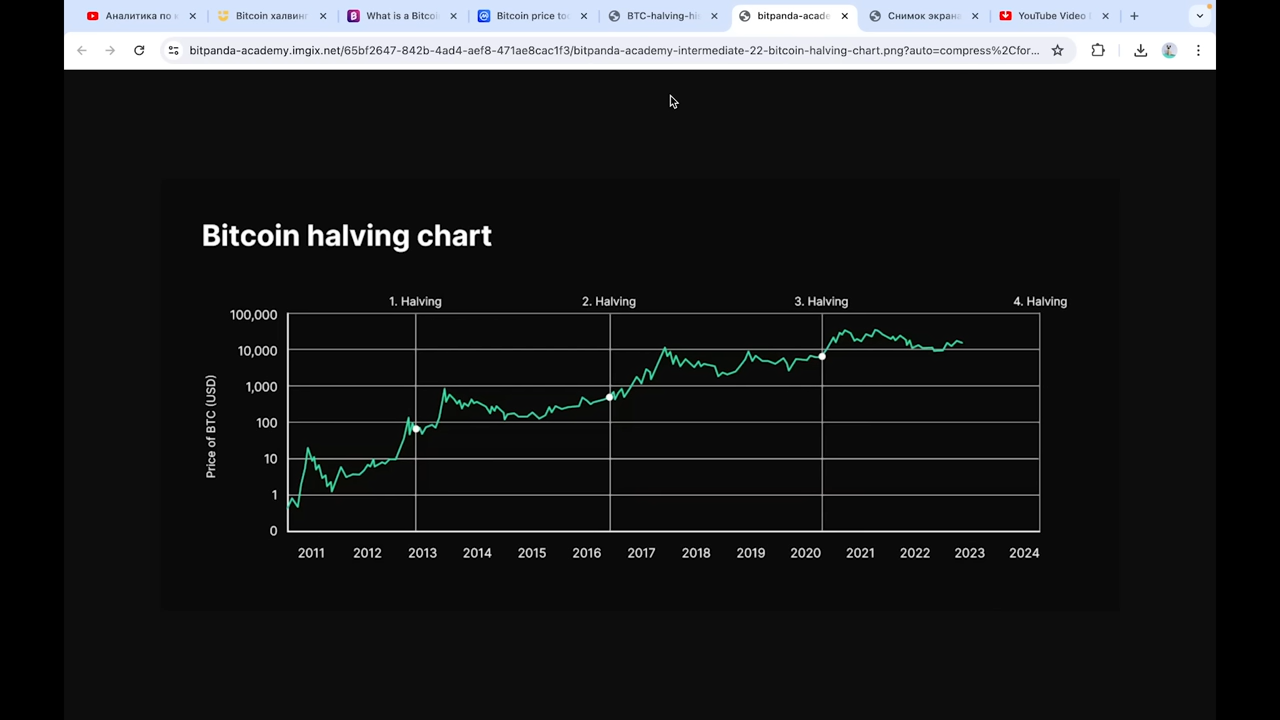 Аналитика по к
Bitcoin халвинг
What is a Bitcoi
Bitcoin price to
BTC-halving-hi
bitpanda-acade
Снимок экрана
YouTube Video
bitpanda-academy.imgix.net/65bf2647-842b-4ad4-aef8-471ae8cac1f3/bitpanda-academy-intermediate-22-bitcoin-halving-chart.png?auto=compress%2Cfor...
Bitcoin halving chart
1. Halving 2. Halving 3. Halving 4. Halving
Price of BTC (USD)
100,000
10,000
1,000
100
10
1
0
2011 2012 2013 2014 2015 2016 2017 2018 2019 2020 2021 2022 2023 2024